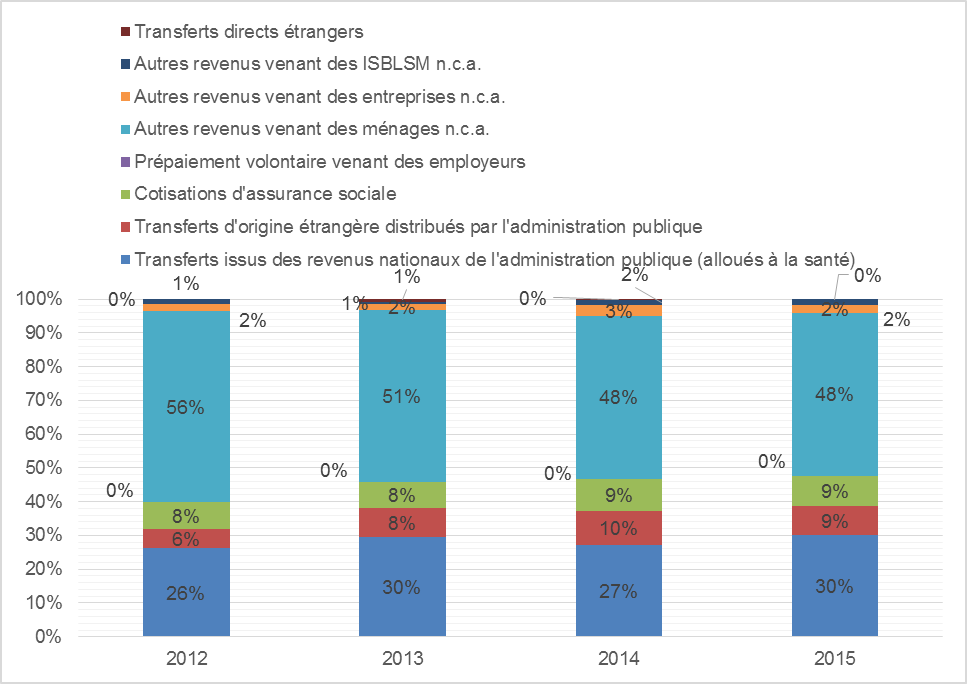 Transferts directs étrangers
Autres revenus venant des ISBLSM n.c.a.
Autres revenus venant des entreprises n.c.a.
Autres revenus venant des ménages n.c.a.
Prépaiement volontaire venant des employeurs
Cotisations d'assurance sociale
Transferts d'origine étrangère distribués par l'administration publique
Transferts issus des revenus nationaux de l'administration publique (alloués à la santé)
1% 1% 2% 0%
100% 0% 1% 2% 0% 3% 2%
2% 2%
90%
80%
70%
60% 56% 51% 48% 48%
50% 0% 0% 0% 0%
40% 8% 8% 9% 9%
30% 6% 8% 10% 9%
20% 26% 30% 27% 30%
10%
0%
2012 2013 2014 2015